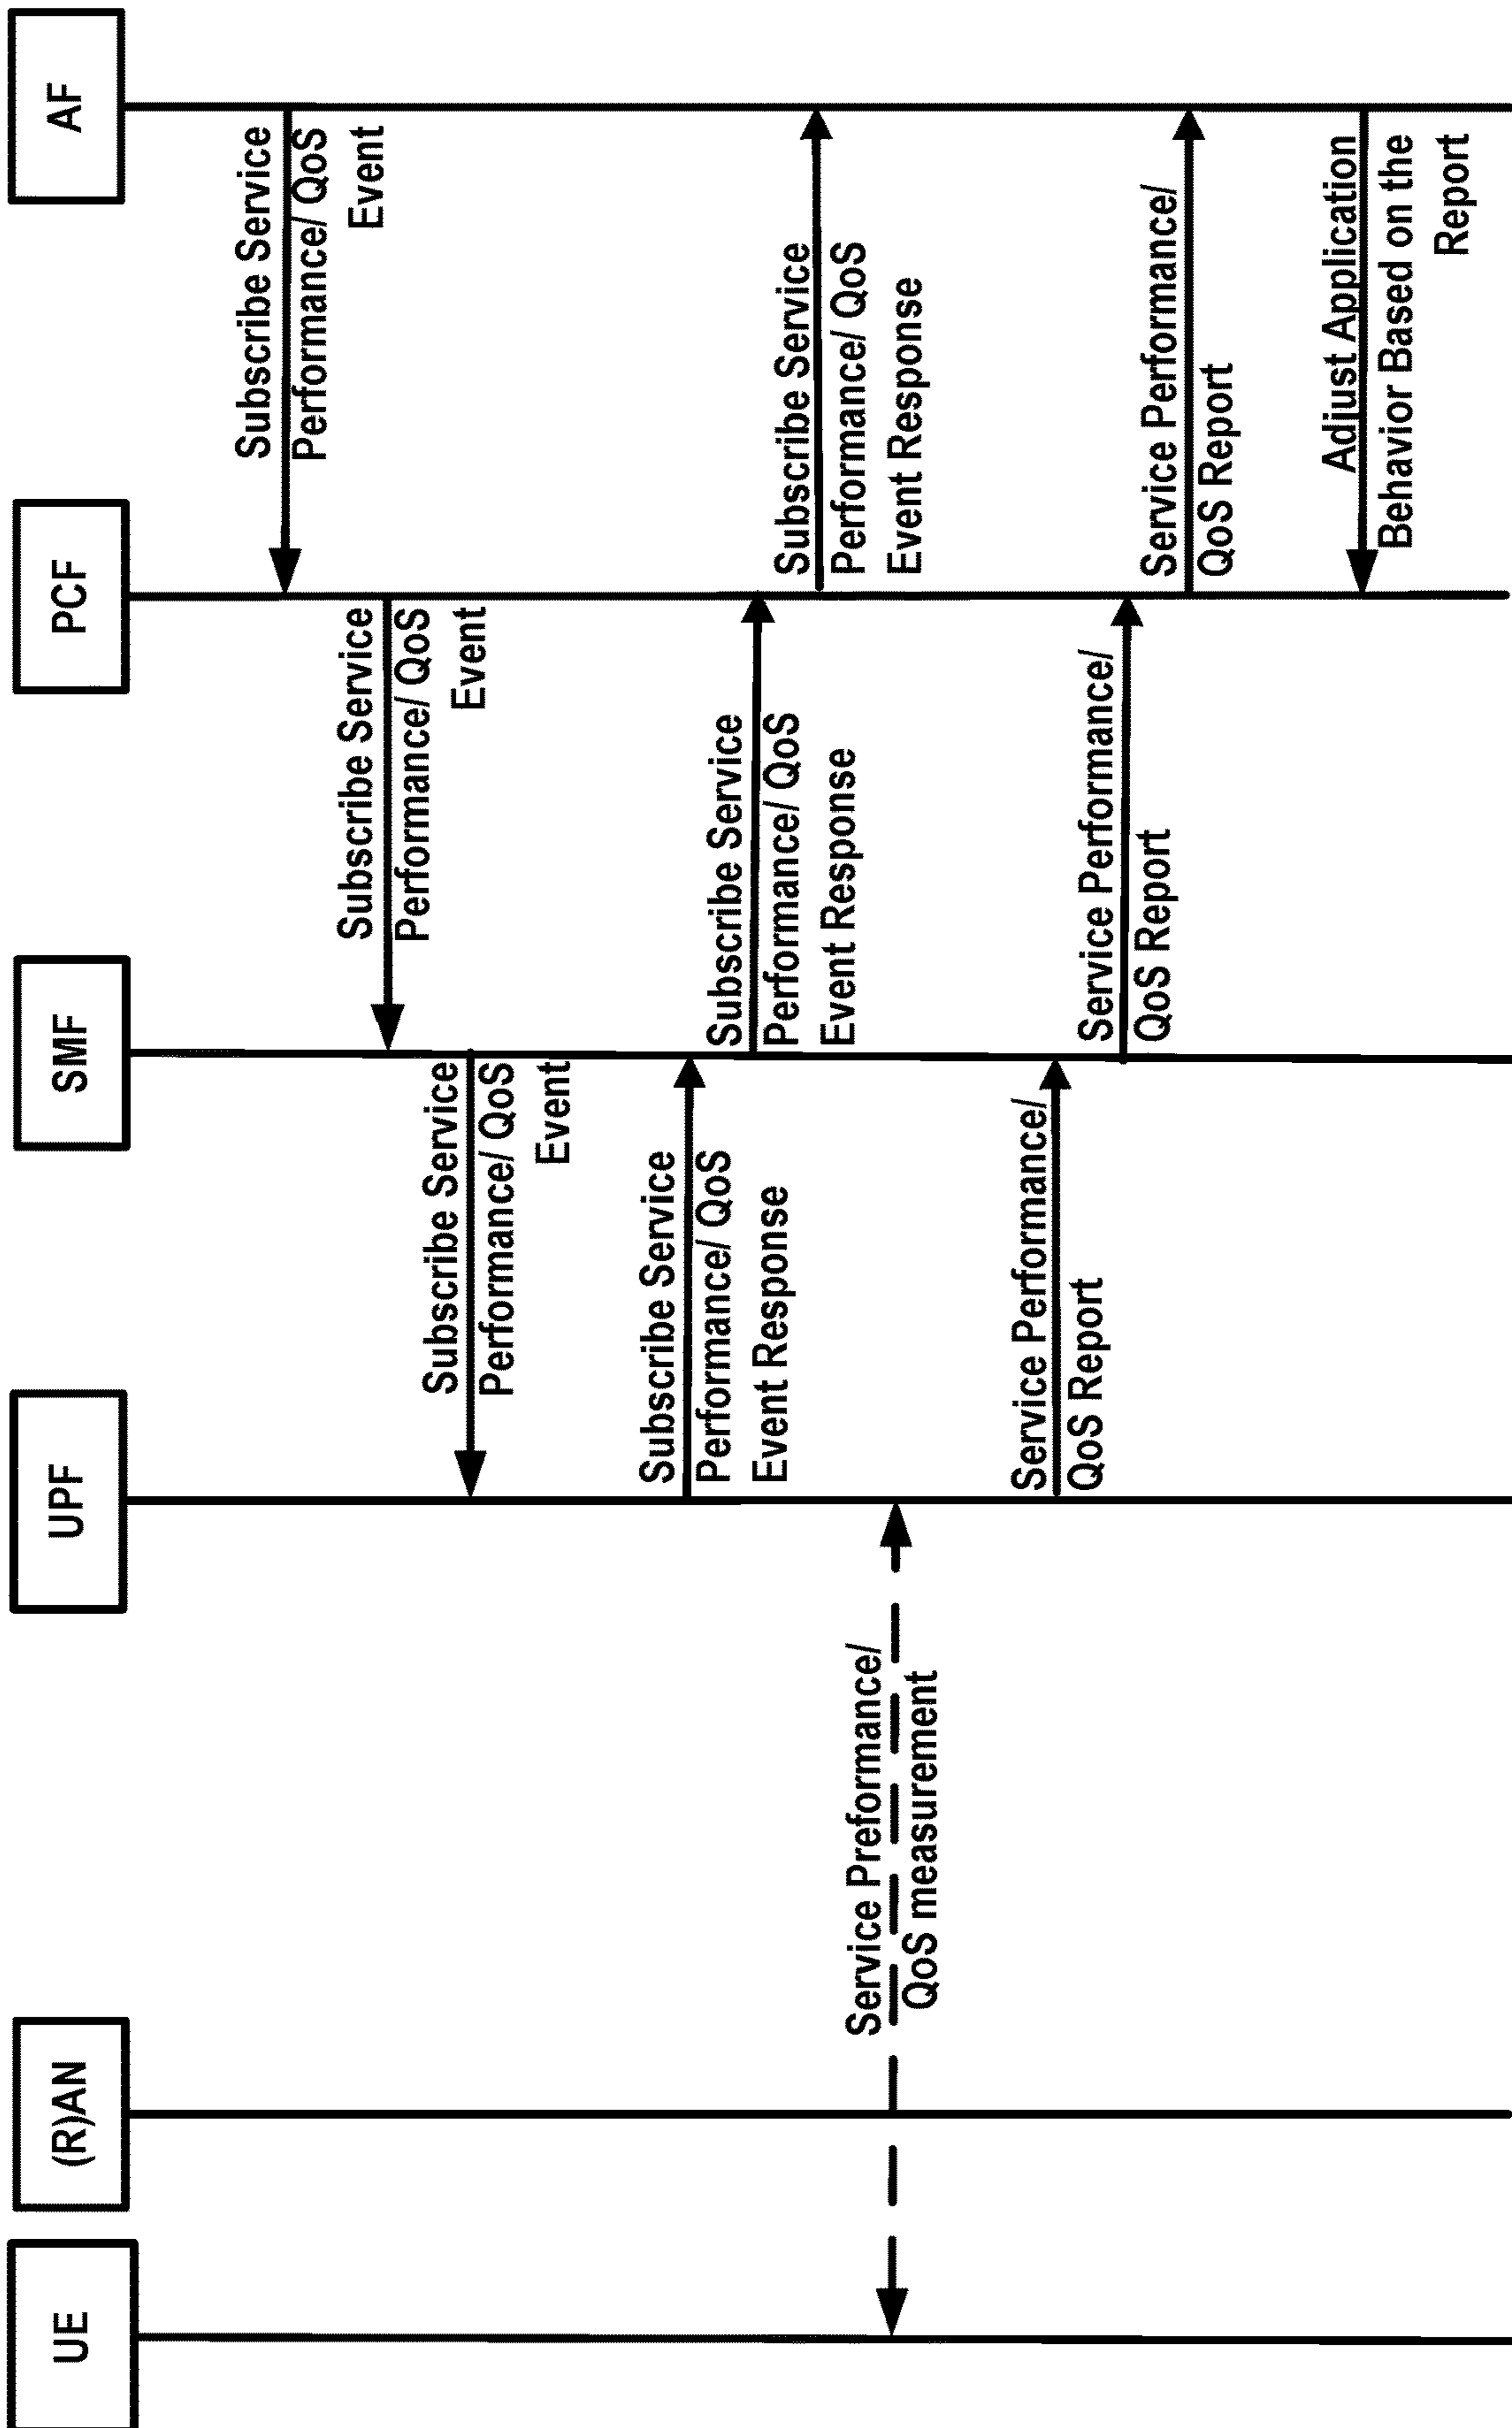 UE
(R)AN
UPF
SMF
PCF
AF
Subscribe Service
Performance/ QoS
Event
Subscribe Service
Performance/ QoS
Event
Subscribe Service
Performance/ QoS
Event
Subscribe Service
Performance/ QoS
Event Response
Subscribe Service
Performance/ QoS
Event Response
Subscribe Service
Performance/ QoS
Event Response
Service Preformance/
QoS measurement
Service Performance/
QoS Report
Service Performance/
QoS Report
Service Performance/
QoS Report
Adjust Application
Behavior Based on the
Report